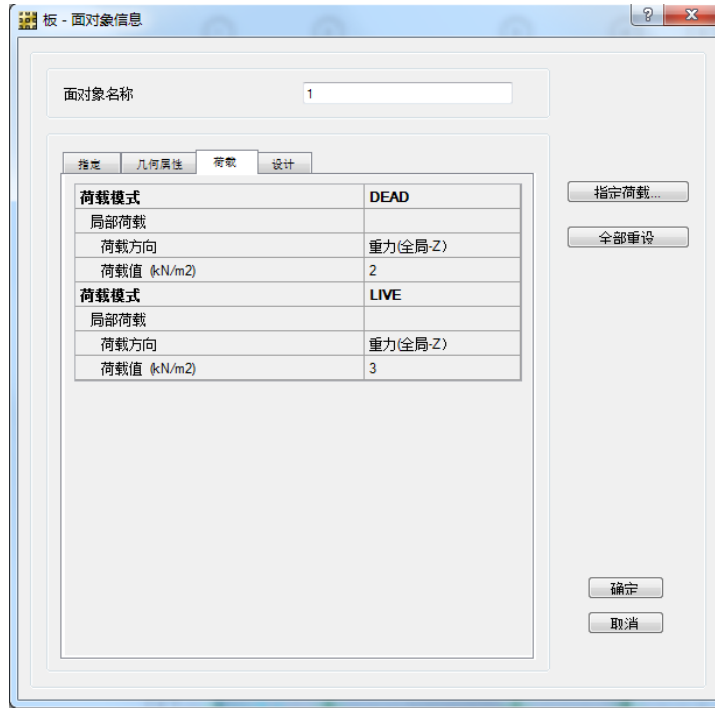 板 - 面对象信息
面对象名称 1
指定 几何属性 荷载 设计
荷载模式 DEAD
局部荷载
荷载方向 重力(全局-Z)
荷载值 (kN/m2) 2
荷载模式 LIVE
局部荷载
荷载方向 重力(全局-Z)
荷载值 (kN/m2) 3
指定荷载...
全部重设
确定
取消